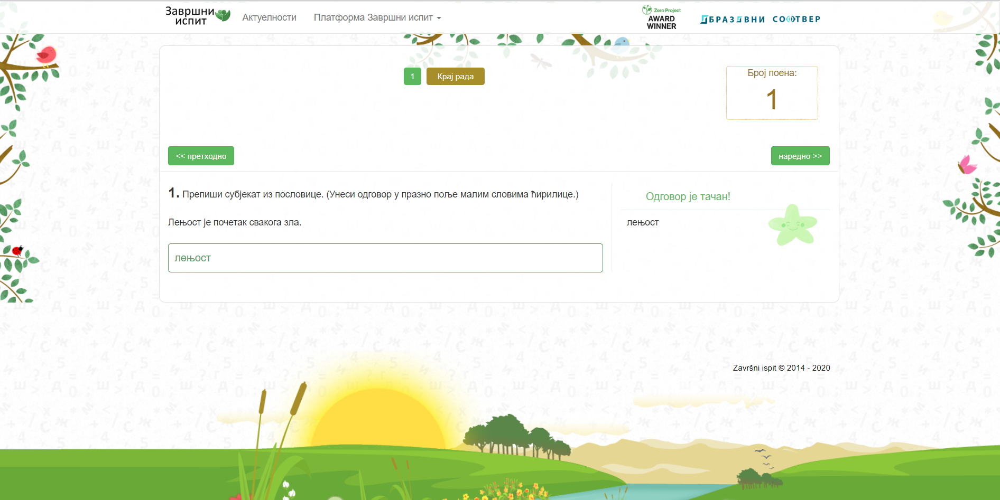 Завршни
испит
Актуелности
Платформа Завршни испит
Zero Project
AWARD
WINNER
ОБРАЗОВНИ СОФТВЕР
1
Крај рада
Број поена:
1
<< претходно
наредно >>
1. Препиши субјекат из пословице. (Унеси одговор у празно поље малим словима ћирилице.)
Лењост је почетак свакога зла.
лењост
Одговор је тачан!
лењост
Završni ispit © 2014 - 2020